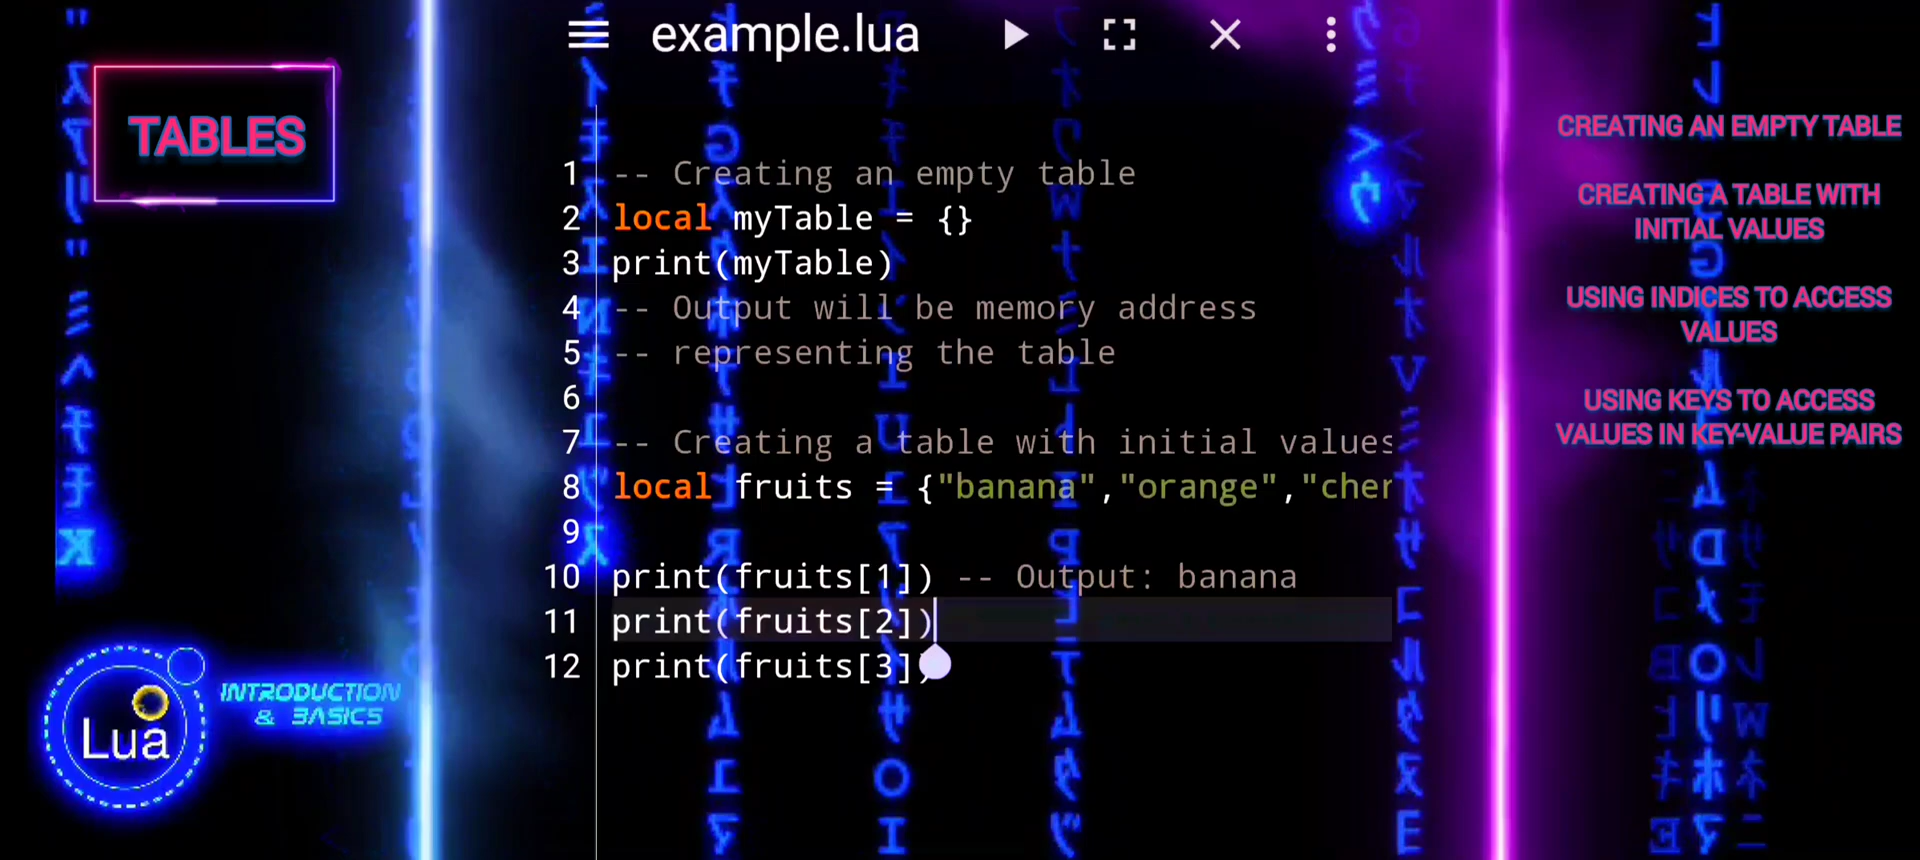 TABLES
example.lua
1 -- Creating an empty table
2 local myTable = {}
3 print(myTable)
4 -- Output will be memory address
5 -- representing the table
6
7 -- Creating a table with initial values
8 local fruits = {"banana","orange","cher
9
10 print(fruits[1]) -- Output: banana
11 print(fruits[2])
12 print(fruits[3])
CREATING AN EMPTY TABLE
CREATING A TABLE WITH
INITIAL VALUES
USING INDICES TO ACCESS
VALUES
USING KEYS TO ACCESS
VALUES IN KEY-VALUE PAIRS
Lua
INTRODUCTION
& BASICS